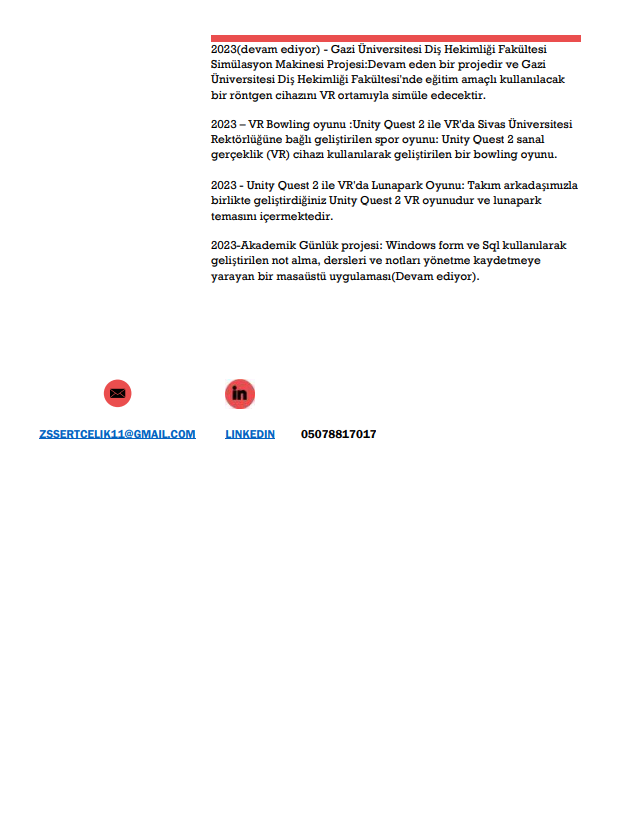 2023(devam ediyor) - Gazi Üniversitesi Diş Hekimliği Fakültesi
Simülasyon Makinesi Projesi:Devam eden bir projedir ve Gazi
Üniversitesi Diş Hekimliği Fakültesi'nde eğitim amaçlı kullanılacak
bir röntgen cihazını VR ortamıyla simüle edecektir.
2023 – VR Bowling oyunu :Unity Quest 2 ile VR'da Sivas Üniversitesi
Rektörlüğüne bağlı geliştirilen spor oyunu: Unity Quest 2 sanal
gerçeklik (VR) cihazı kullanılarak geliştirilen bir bowling oyunu.
2023 - Unity Quest 2 ile VR'da Lunapark Oyunu: Takım arkadaşımızla
birlikte geliştirdiğiniz Unity Quest 2 VR oyunudur ve lunapark
temasını içermektedir.
2023-Akademik Günlük projesi: Windows form ve Sql kullanılarak
geliştirilen not alma, dersleri ve notları yönetme kaydetmeye
yarayan bir masaüstü uygulaması(Devam ediyor).
in
ZSSERTCELIK11@GMAIL.COM LINKEDIN 05078817017